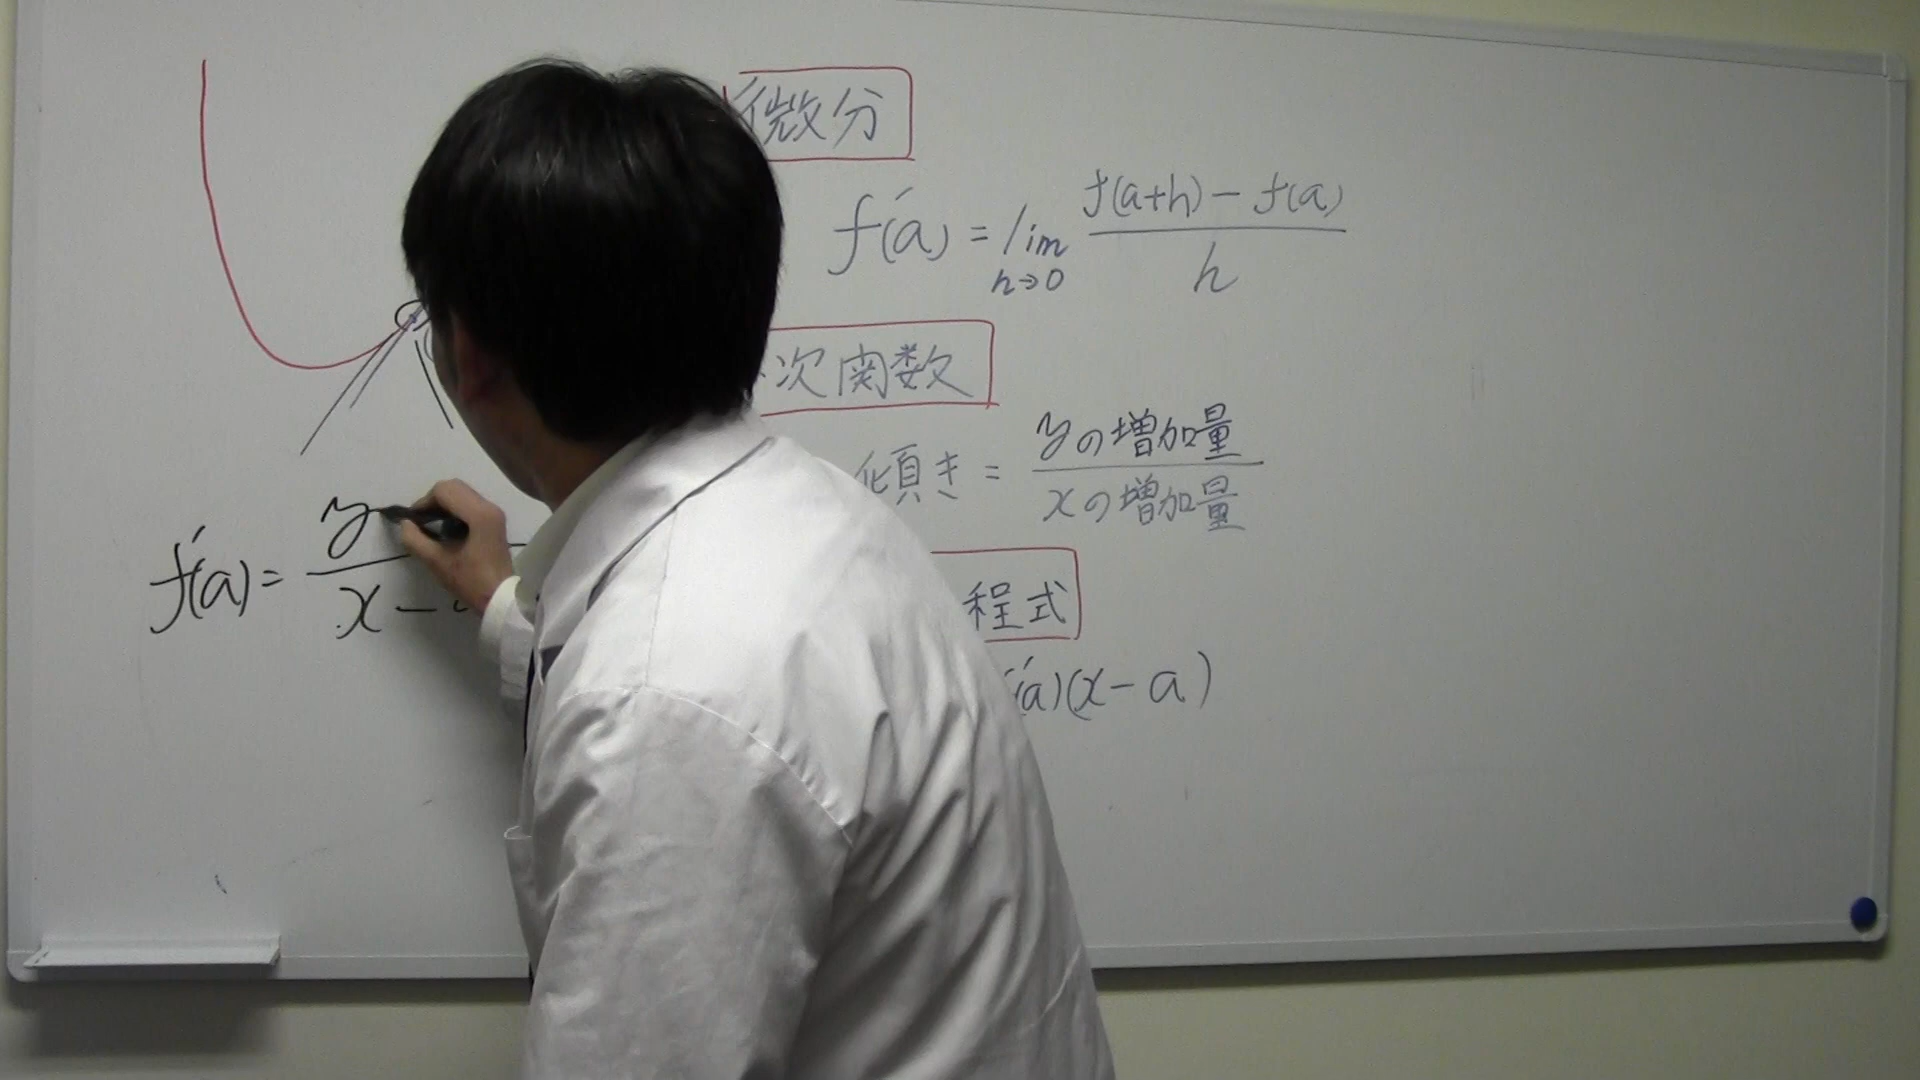 微分
f'(a) = lim h→0 f(a+h) - f(a) / h
次関数
傾き = yの増加量 / xの増加量
程式
'(a)(x-a)
f'(a) = y- / x-